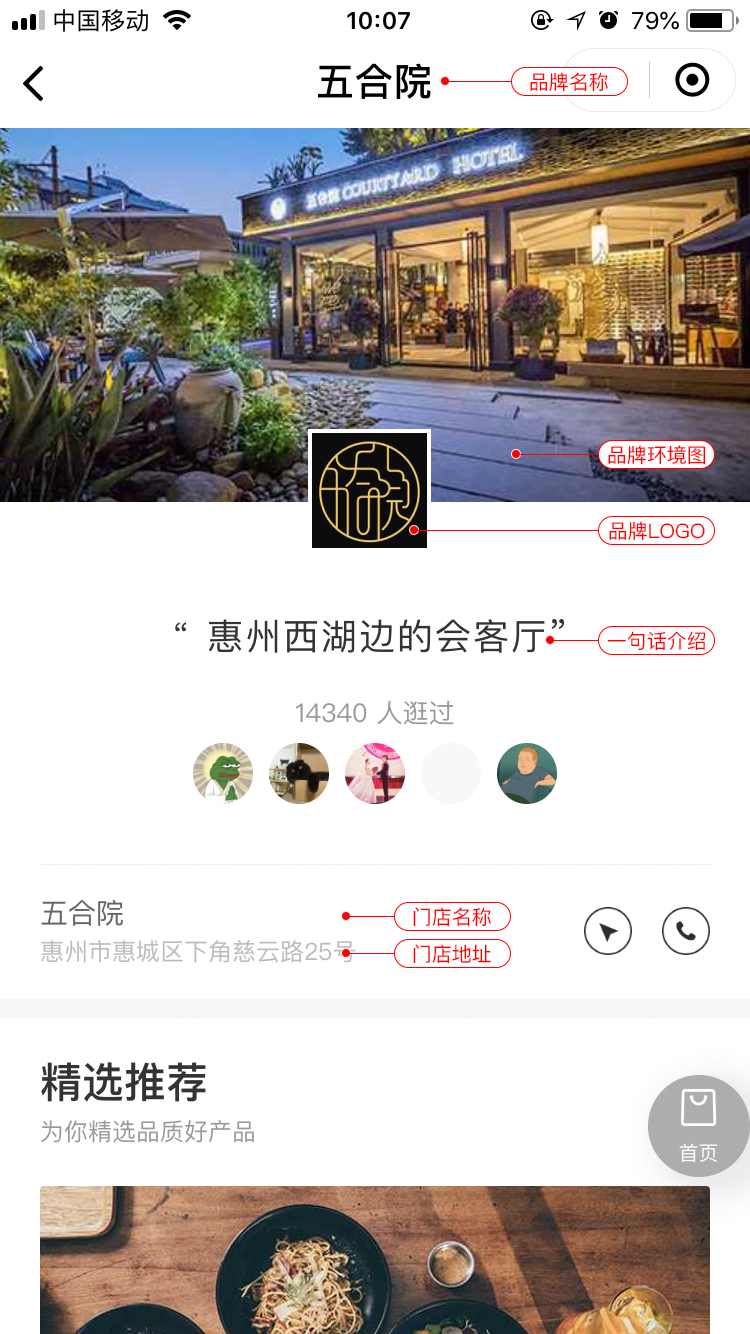 中国移动
10:07
79%
五合院
品牌名称
五合院 COURTYARD HOTEL
品牌环境图
品牌LOGO
“ 惠州西湖边的会客厅”
一句话介绍
14340 人逛过
五合院
门店名称
惠州市惠城区下角慈云路25号
门店地址
精选推荐
为你精选品质好产品
首页